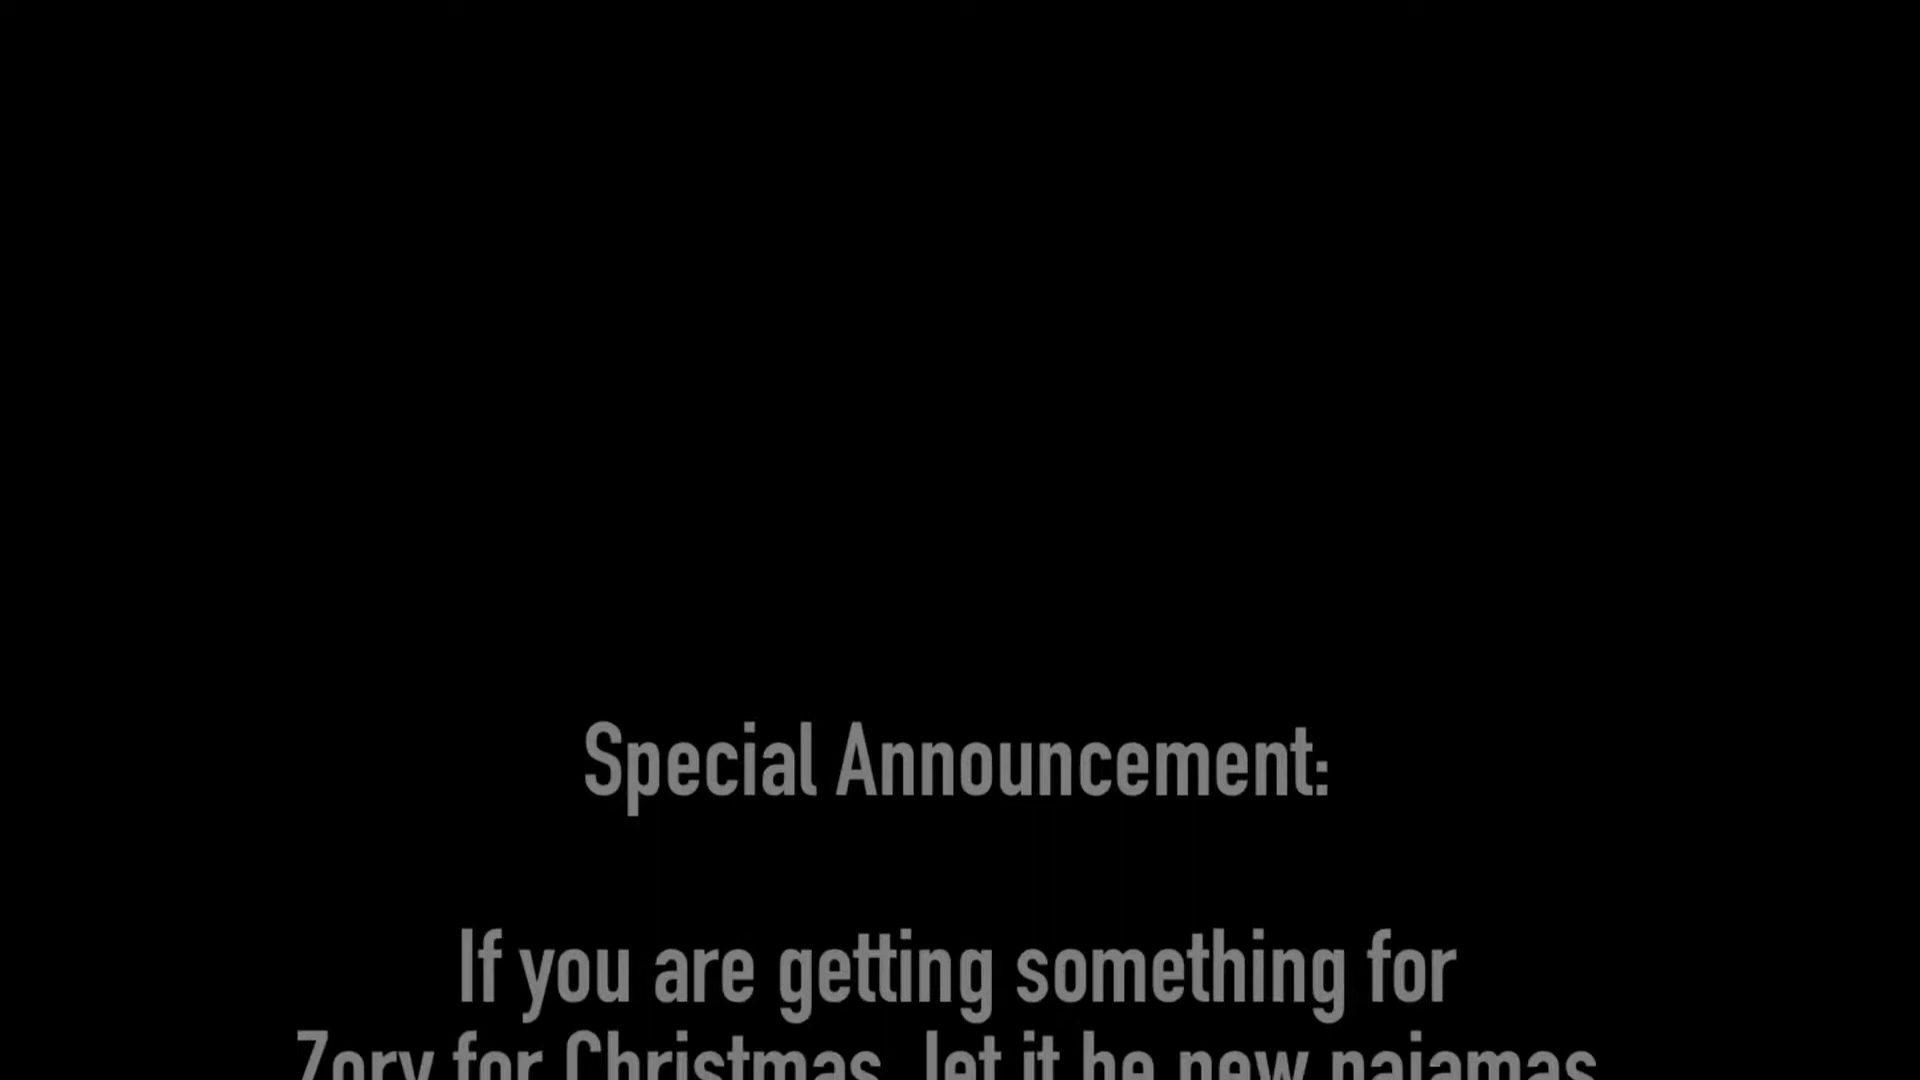 Special Announcement:
If you are getting something for
Zory for Christmas, let it be new pajamas